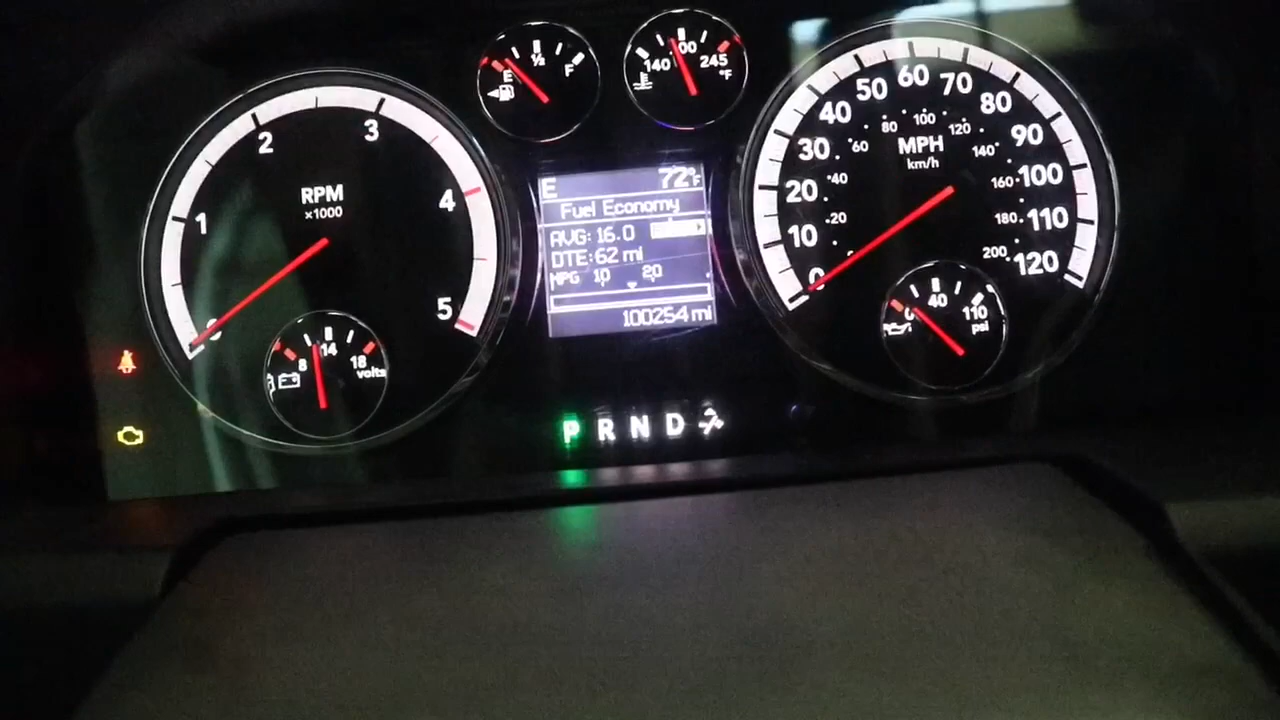 E ½ F
140 200 245
°F
1 2 3 4 5
RPM
×1000
0
8 14 18
volts
E 72°F
Fuel Economy
AVG: 16.0
DTE: 62 mi
MPG 10 20
100254 mi
P R N D
0 10 20 30 40 50 60 70 80 90 100 110 120
MPH
km/h
20 40 60 80 100 120 140 160 180 200
0 40 110
psi